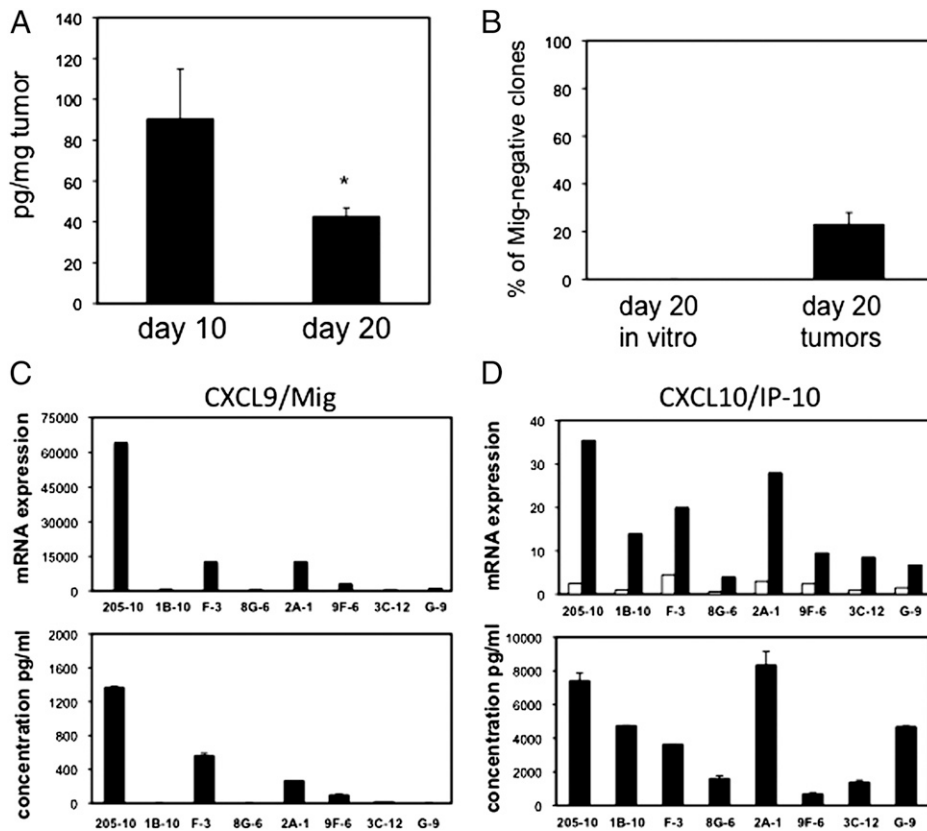 A
140
120
100
80
60
40
20
0
pg/mg tumor
*
day 10
day 20
B
100
80
60
40
20
0
% of Mig-negative clones
day 20
in vitro
day 20
tumors
C
CXCL9/Mig
75000
60000
45000
30000
15000
0
mRNA expression
205-10 1B-10 F-3 8G-6 2A-1 9F-6 3C-12 G-9
2000
1600
1200
800
400
0
concentration pg/ml
205-10 1B-10 F-3 8G-6 2A-1 9F-6 3C-12 G-9
D
CXCL10/IP-10
40
30
20
10
0
mRNA expression
205-10 1B-10 F-3 8G-6 2A-1 9F-6 3C-12 G-9
10000
8000
6000
4000
2000
0
concentration pg/ml
205-10 1B-10 F-3 8G-6 2A-1 9F-6 3C-12 G-9